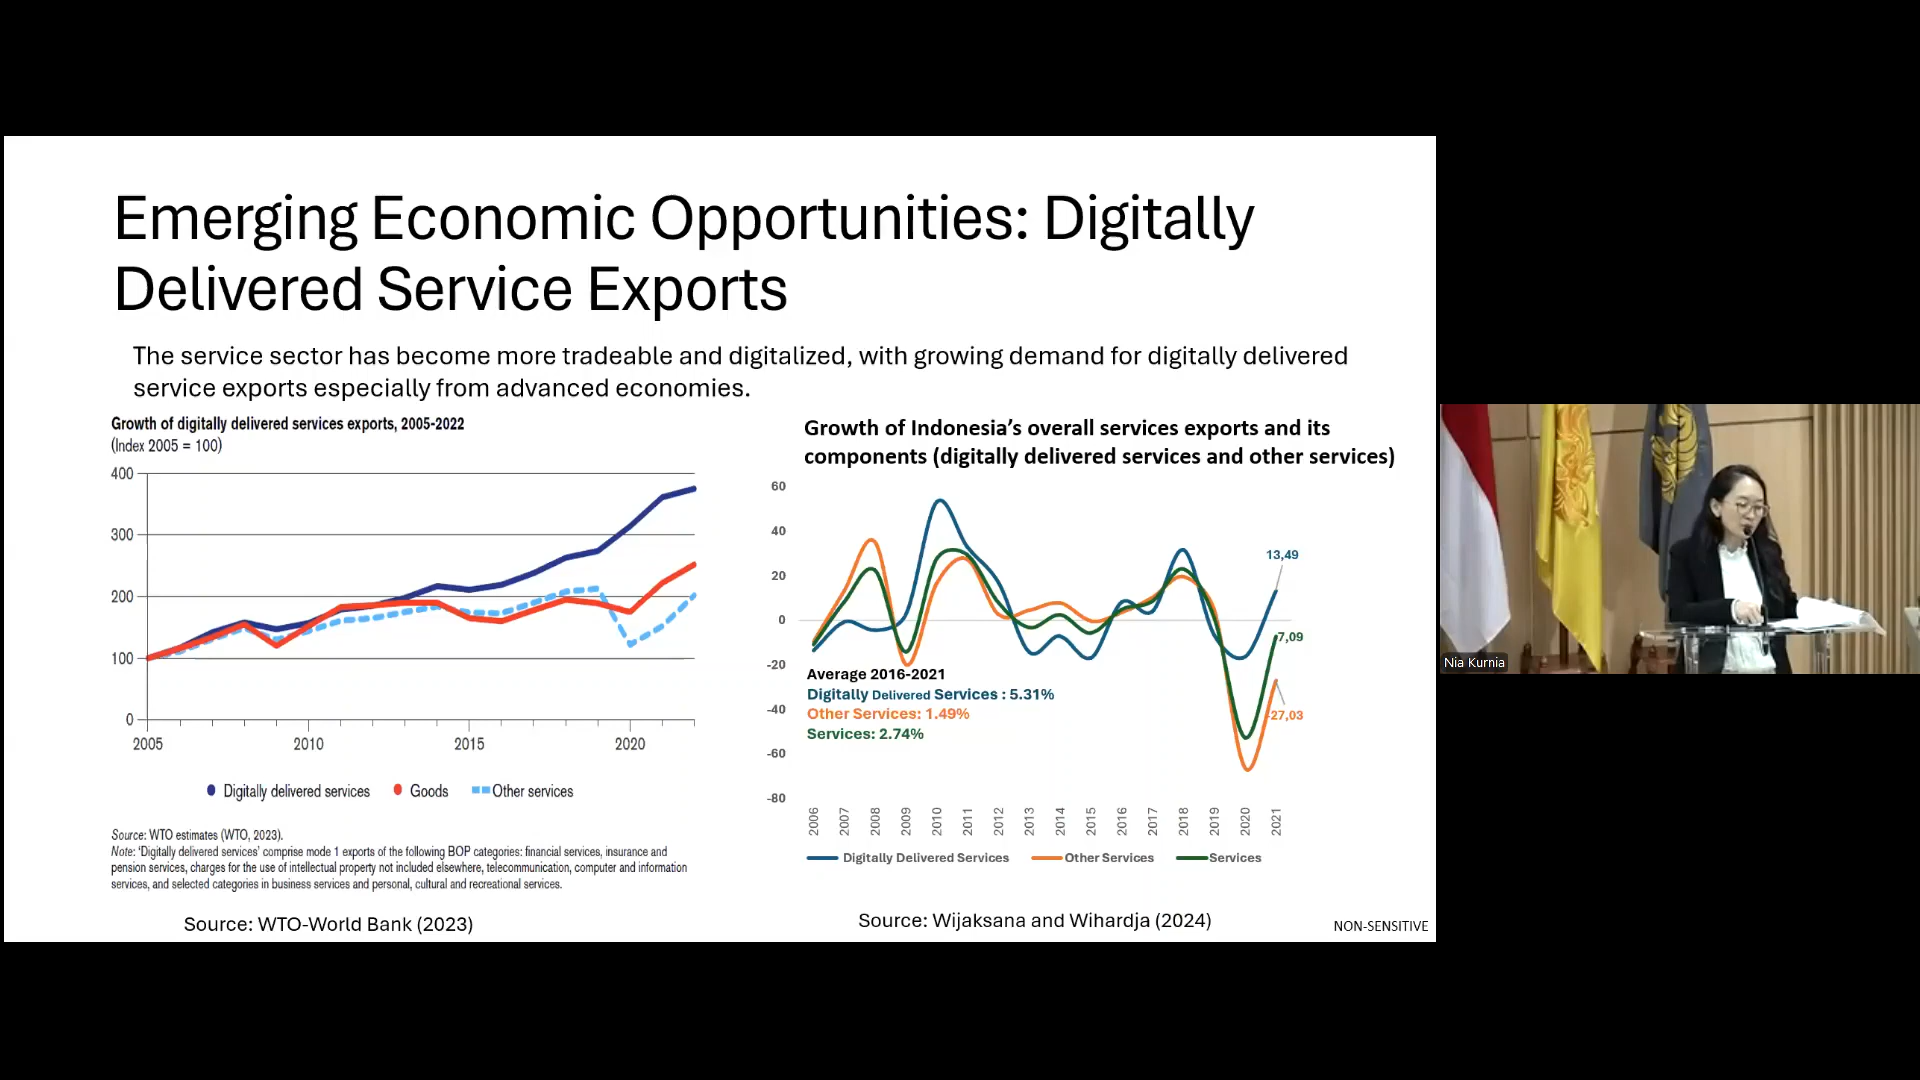 Emerging Economic Opportunities: Digitally
Delivered Service Exports
The service sector has become more tradeable and digitalized, with growing demand for digitally delivered
service exports especially from advanced economies.
Growth of digitally delivered services exports, 2005-2022
(Index 2005 = 100)
400
300
200
100
0
2005 2010 2015 2020
Digitally delivered services Goods Other services
Source: WTO estimates (WTO, 2023).
Note: 'Digitally delivered services' comprise mode 1 exports of the following BOP categories: financial services, insurance and
pension services, charges for the use of intellectual property not included elsewhere, telecommunication, computer and information
services, and selected categories in business services and personal, cultural and recreational services.
Source: WTO-World Bank (2023)
Growth of Indonesia's overall services exports and its
components (digitally delivered services and other services)
60
40
20
0
-20
-40
-60
-80
13,49
-7,09
-27,03
Average 2016-2021
Digitally Delivered Services : 5.31%
Other Services: 1.49%
Services: 2.74%
2006 2007 2008 2009 2010 2011 2012 2013 2014 2015 2016 2017 2018 2019 2020 2021
Digitally Delivered Services Other Services Services
Source: Wijaksana and Wihardja (2024)
NON-SENSITIVE
Nia Kurnia